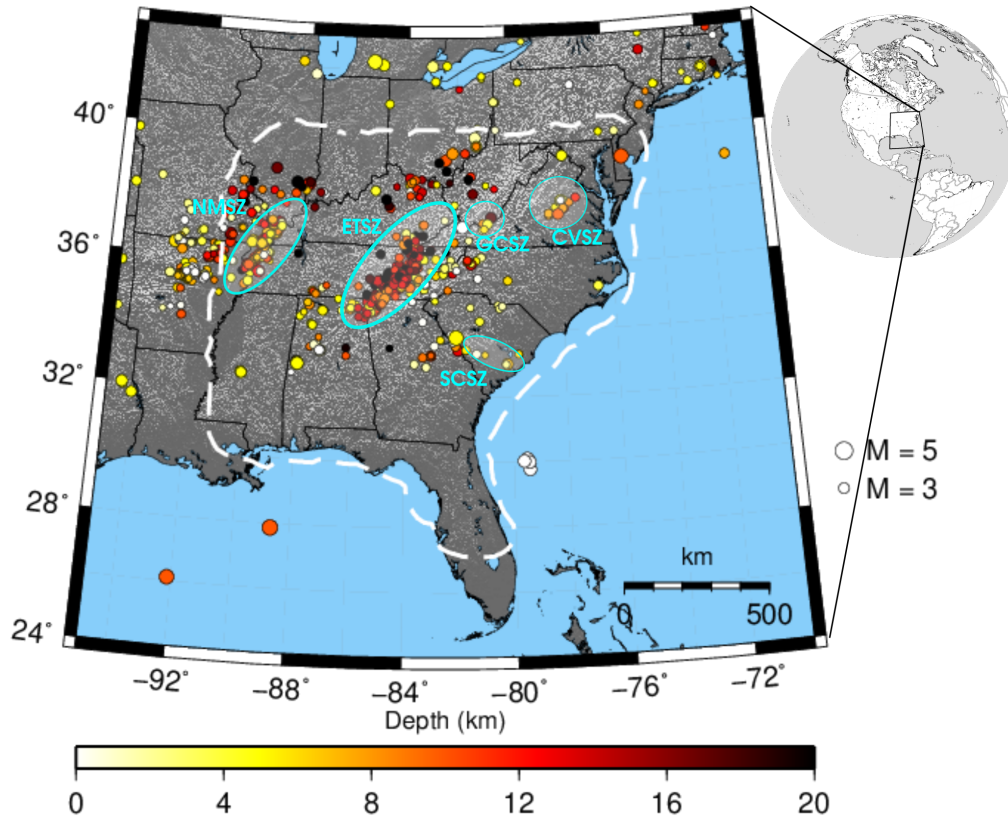 40°
36°
32°
28°
24°
NMSZ
ETSZ
GCSZ
CVSZ
SCSZ
M = 5
M = 3
km
0 500
−92° −88° −84° −80° −76° −72°
Depth (km)
0 4 8 12 16 20